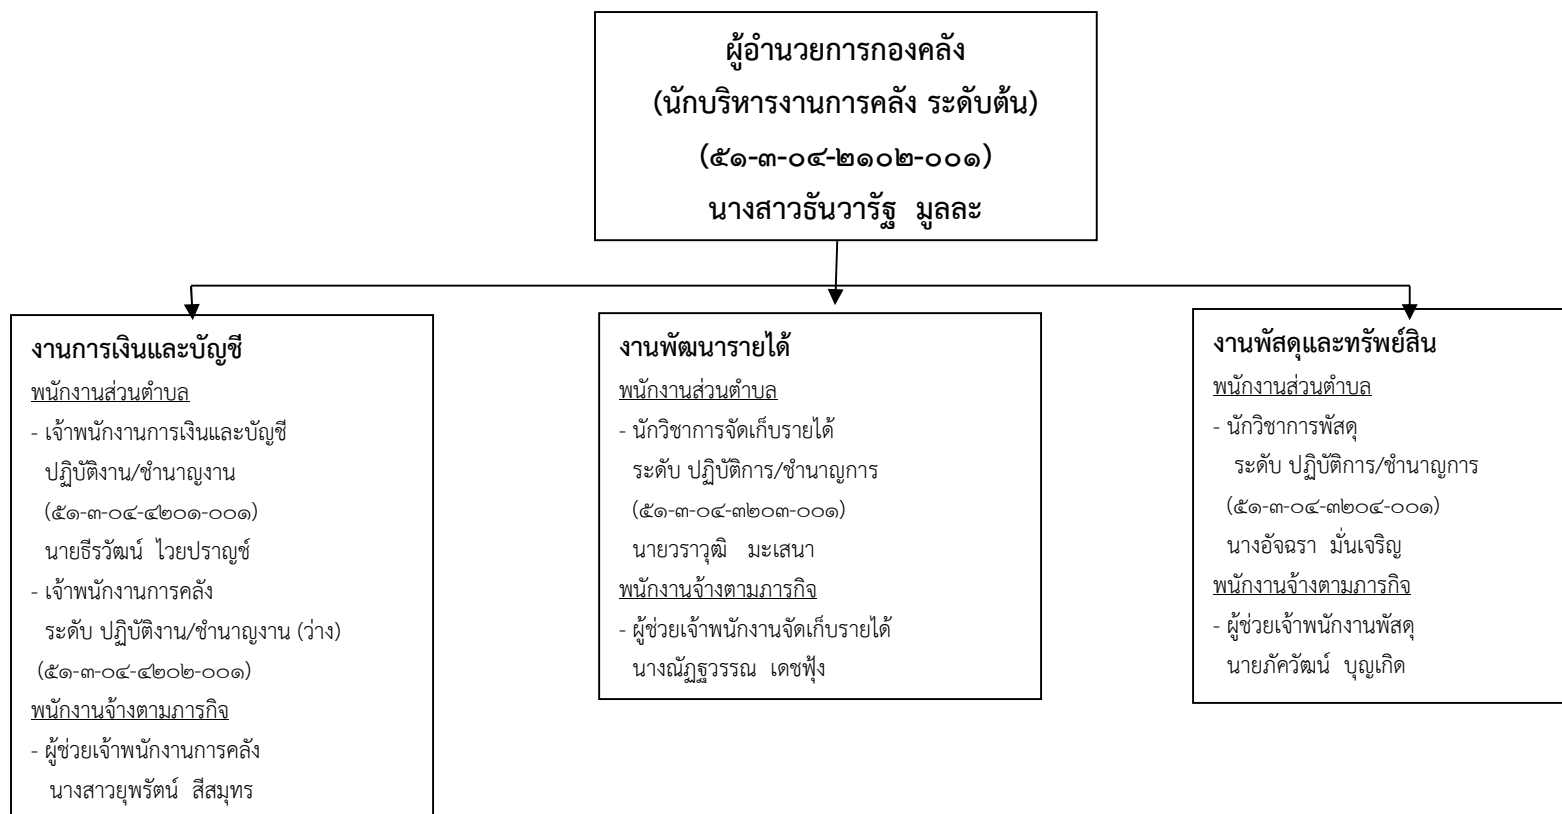 ผู้อำนวยการกองคลัง
(นักบริหารงานการคลัง ระดับต้น)
(๕๑-๓-๐๔-๒๑๐๒-๐๐๑)
นางสาวธันวารัฐ มูลละ
งานการเงินและบัญชี
พนักงานส่วนตำบล
- เจ้าพนักงานการเงินและบัญชี
ปฏิบัติงาน/ชำนาญงาน
(๕๑-๓-๐๔-๔๒๐๑-๐๐๑)
นายธีรวัฒน์ ไวยปราญช์
- เจ้าพนักงานการคลัง
ระดับ ปฏิบัติงาน/ชำนาญงาน (ว่าง)
(๕๑-๓-๐๔-๔๒๐๒-๐๐๑)
พนักงานจ้างตามภารกิจ
- ผู้ช่วยเจ้าพนักงานการคลัง
นางสาวยุพรัตน์ สีสมุทร
งานพัฒนารายได้
พนักงานส่วนตำบล
- นักวิชาการจัดเก็บรายได้
ระดับ ปฏิบัติการ/ชำนาญการ
(๕๑-๓-๐๔-๓๒๐๓-๐๐๑)
นายวราวุฒิ มะเสนา
พนักงานจ้างตามภารกิจ
- ผู้ช่วยเจ้าพนักงานจัดเก็บรายได้
นางณัฏฐวรรณ เดชฟุ้ง
งานพัสดุและทรัพย์สิน
พนักงานส่วนตำบล
- นักวิชาการพัสดุ
ระดับ ปฏิบัติการ/ชำนาญการ
(๕๑-๓-๐๔-๓๒๐๔-๐๐๑)
นางอัจฉรา มั่นเจริญ
พนักงานจ้างตามภารกิจ
- ผู้ช่วยเจ้าพนักงานพัสดุ
นายภัควัฒน์ บุญเกิด